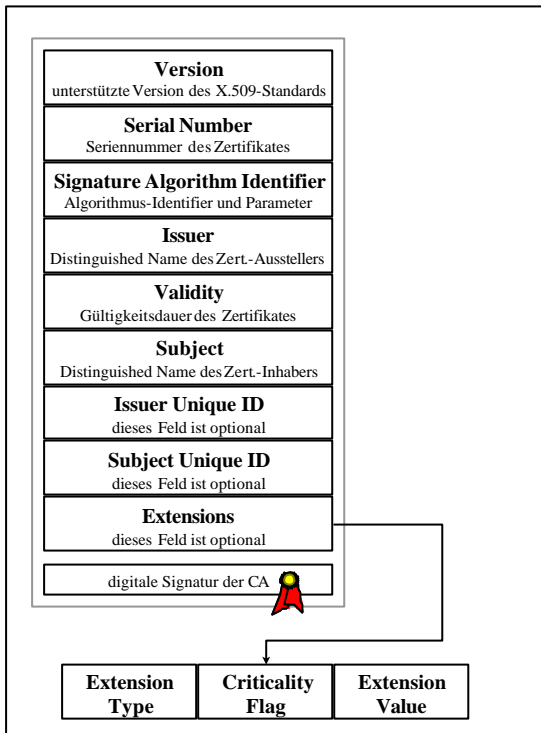 Version
unterstützte Version des X.509-Standards
Serial Number
Seriennummer des Zertifikates
Signature Algorithm Identifier
Algorithmus-Identifier und Parameter
Issuer
Distinguished Name des Zert.-Ausstellers
Validity
Gültigkeitsdauer des Zertifikates
Subject
Distinguished Name des Zert.-Inhabers
Issuer Unique ID
dieses Feld ist optional
Subject Unique ID
dieses Feld ist optional
Extensions
dieses Feld ist optional
digitale Signatur der CA
Extension Type
Criticality Flag
Extension Value